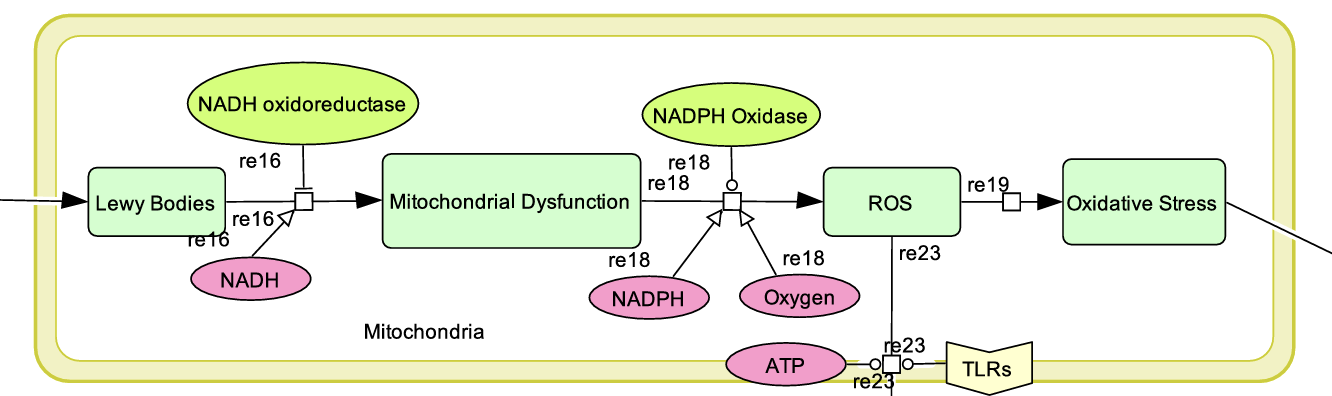 NADH oxidoreductase
NADPH Oxidase
re16
re18
re18
re19
Lewy Bodies
Mitochondrial Dysfunction
ROS
Oxidative Stress
re16
re16
re23
re18
re18
NADH
NADPH
Oxygen
Mitochondria
re23
ATP
TLRs
re23